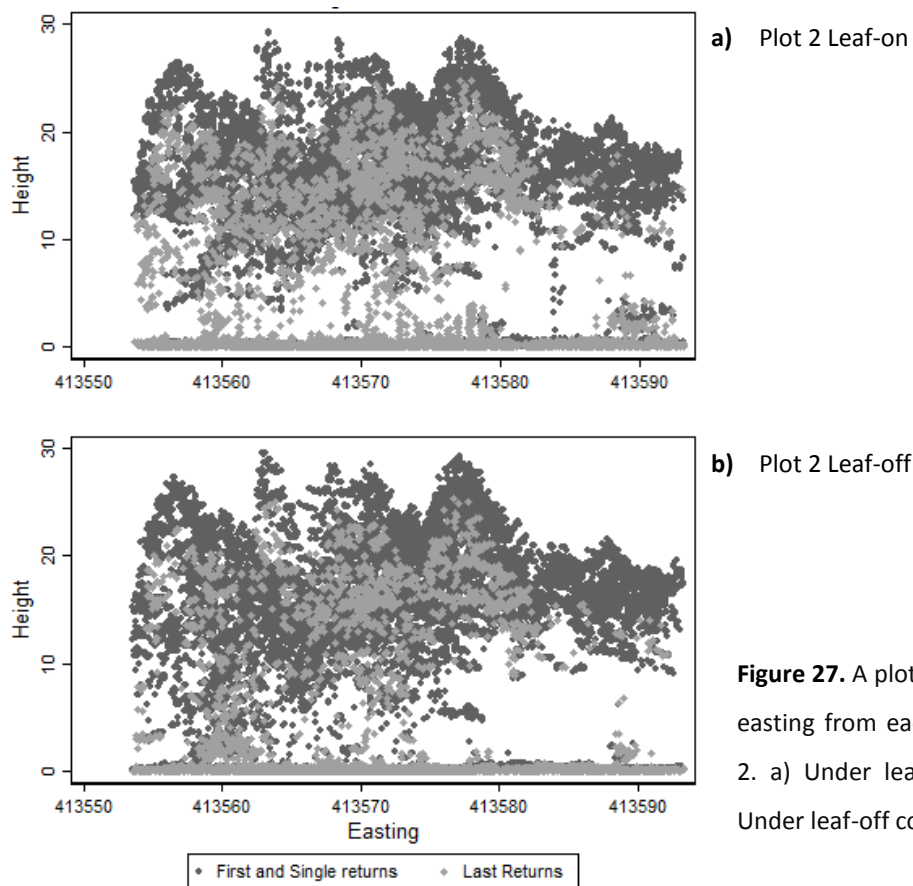 a) Plot 2 Leaf-on
30
20
10
0
Height
413550 413560 413570 413580 413590
b) Plot 2 Leaf-off
30
20
10
0
Height
413550 413560 413570 413580 413590
Easting
First and Single returns Last Returns
Figure 27. A plot
easting from ea
2. a) Under lea
Under leaf-off co